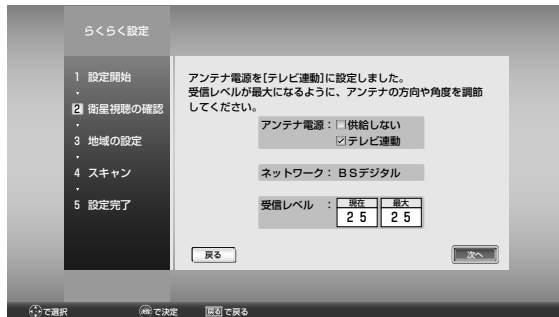 らくらく設定
1 設定開始
2 衛星視聴の確認
3 地域の設定
4 スキャン
5 設定完了
アンテナ電源を[テレビ連動]に設定しました。
受信レベルが最大になるように、アンテナの方向や角度を調節
してください。
アンテナ電源：□供給しない
☑テレビ連動
ネットワーク：BSデジタル
受信レベル ： 現在 最大
25 25
戻る 次へ
で選択 決定 で決定 戻る で戻る